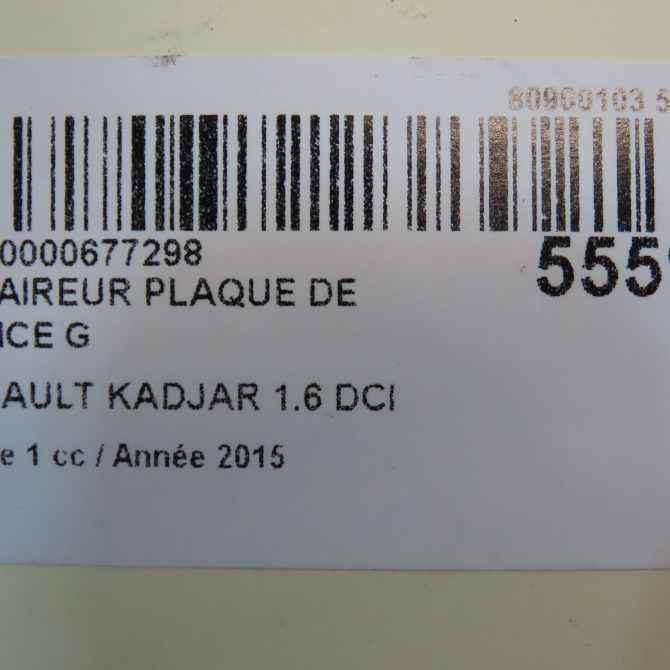 80900103 5
0000677298
555
AIREUR PLAQUE DE
ICE G
AULT KADJAR 1.6 DCI
e 1 cc / Année 2015